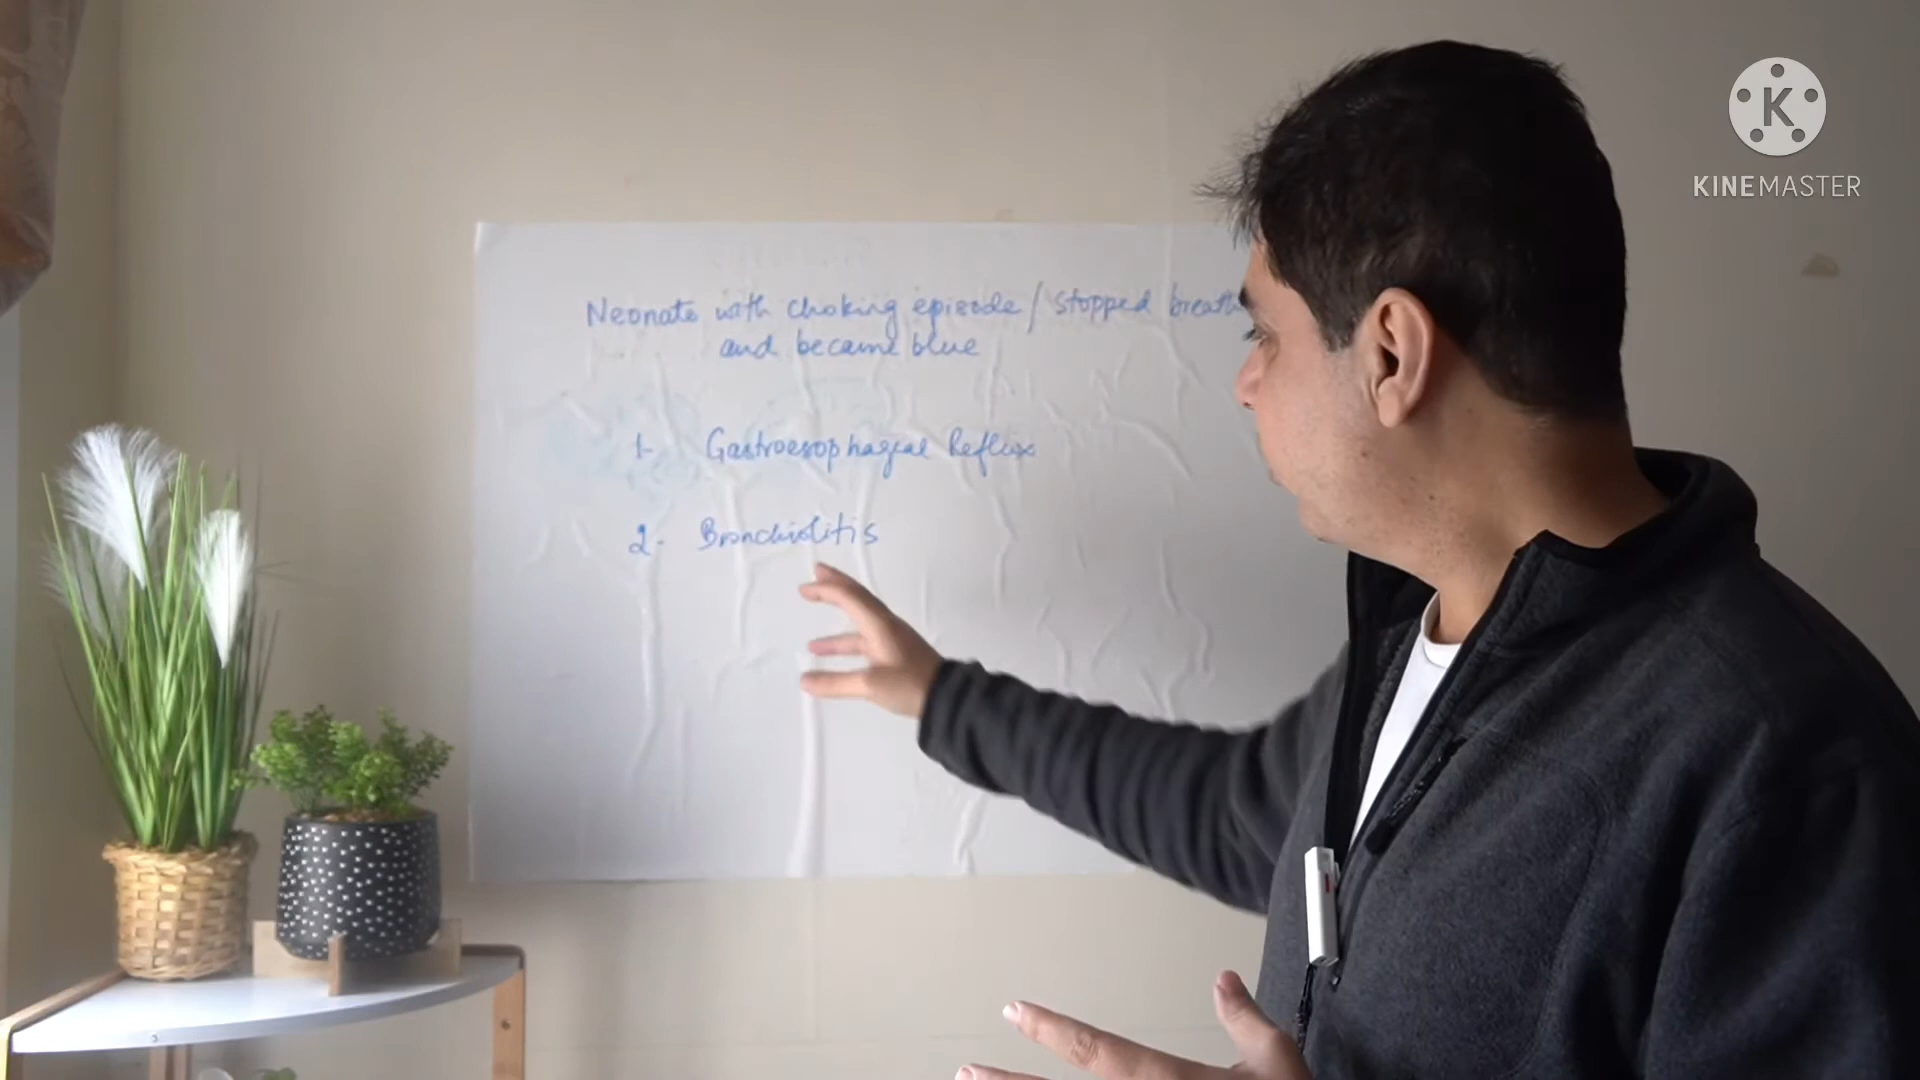 Neonate with choking episode / stopped breath
and became blue
1- Gastroesophageal Reflux
2- Bronchiolitis
K
KINEMASTER